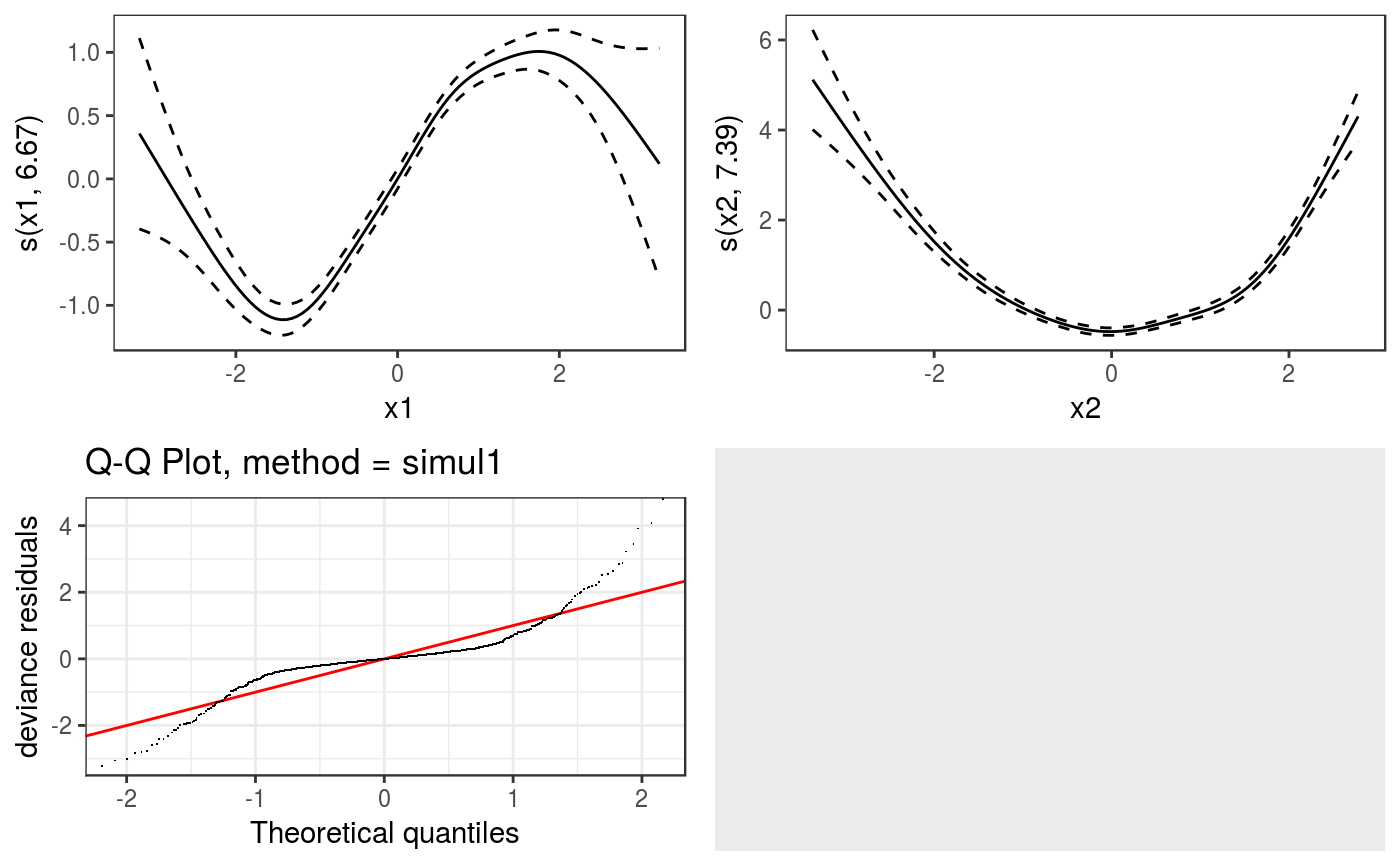 s(x1, 6.67)
1.0
0.5
0.0
-0.5
-1.0
-2 0 2
x1
s(x2, 7.39)
6
4
2
0
-2 0 2
x2
Q-Q Plot, method = simul1
deviance residuals
4
2
0
-2
-2 -1 0 1 2
Theoretical quantiles